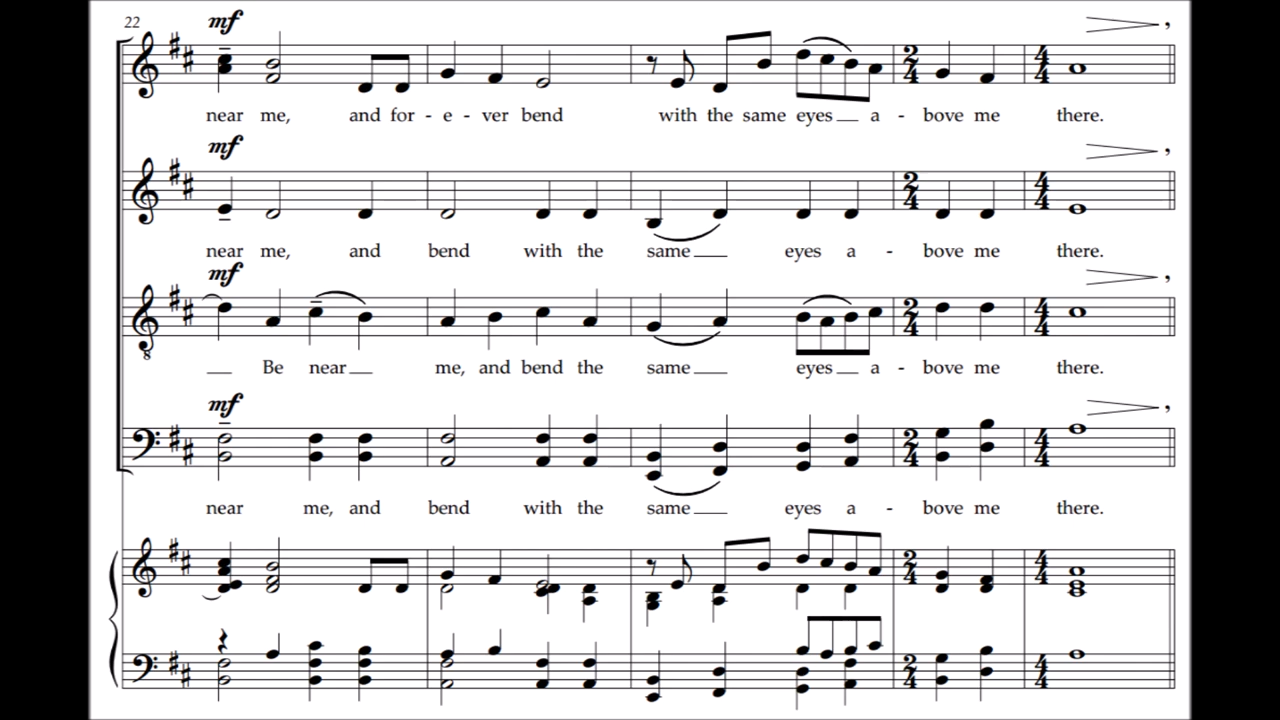 22
mf
near me, and for - e - ver bend with the same eyes a - bove me there.
mf
near me, and bend with the same eyes a - bove me there.
mf
Be near me, and bend the same eyes a - bove me there.
mf
near me, and bend with the same eyes a - bove me there.